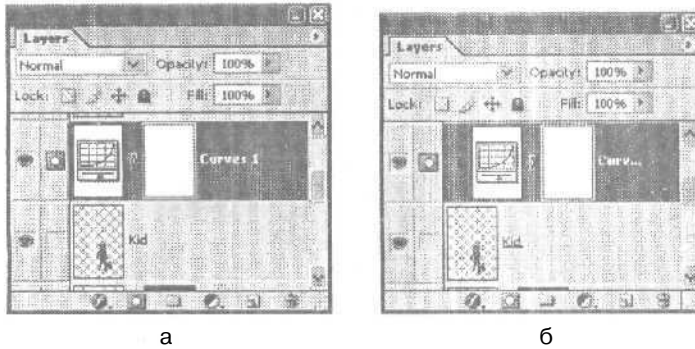 Layers
Normal
Opacity: 100%
Lock:
Fill: 100%
Curves 1
Kid
а
Layers
Normal
Opacity: 100%
Lock:
Fill: 100%
Curv...
Kid
б